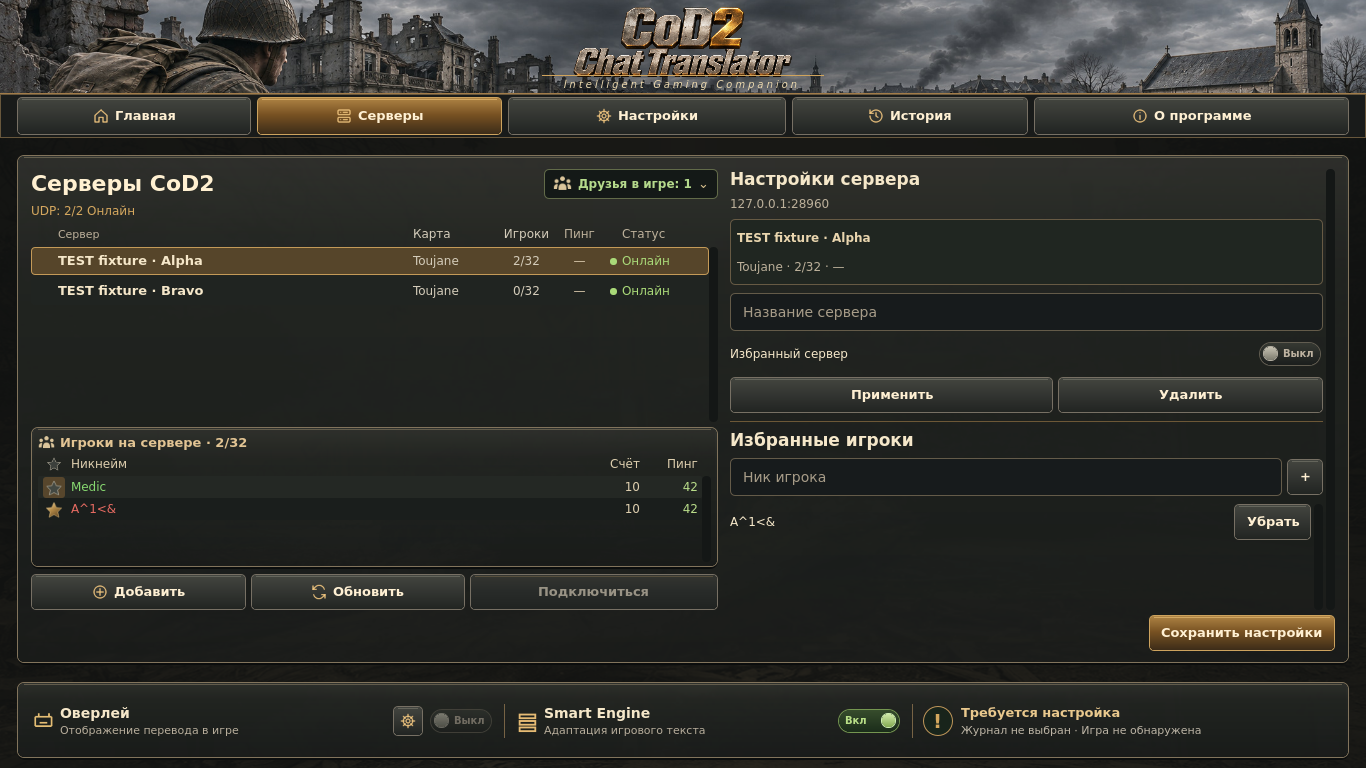 CoD2
Chat Translator
Intelligent Gaming Companion
Главная
Серверы
Настройки
История
О программе
Серверы CoD2
Друзья в игре: 1
UDP: 2/2 Онлайн
Сервер Карта Игроки Пинг Статус
TEST fixture · Alpha Toujane 2/32 — Онлайн
TEST fixture · Bravo Toujane 0/32 — Онлайн
Игроки на сервере · 2/32
Никнейм Счёт Пинг
Medic 10 42
A^1<& 10 42
Добавить
Обновить
Подключиться
Настройки сервера
127.0.0.1:28960
TEST fixture · Alpha
Toujane · 2/32 · —
Название сервера
Избранный сервер Выкл
Применить
Удалить
Избранные игроки
Ник игрока +
A^1<& Убрать
Сохранить настройки
Оверлей
Отображение перевода в игре
Выкл
Smart Engine
Адаптация игрового текста
Вкл
!
Требуется настройка
Журнал не выбран · Игра не обнаружена